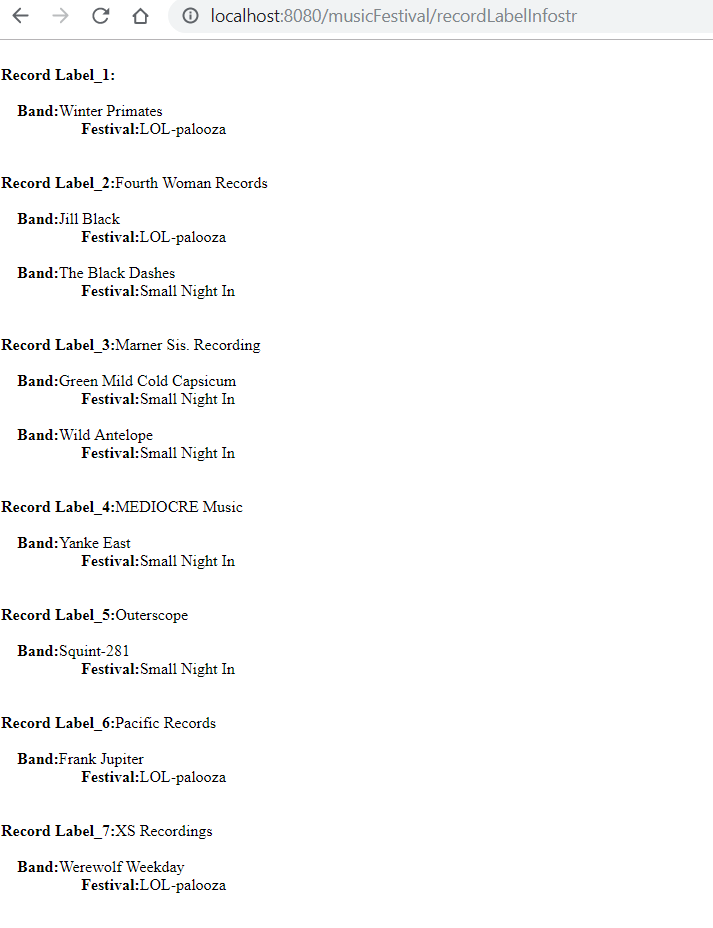 localhost:8080/musicFestival/recordLabelInfostr
Record Label_1:
Band:Winter Primates
Festival:LOL-palooza
Record Label_2:Fourth Woman Records
Band:Jill Black
Festival:LOL-palooza
Band:The Black Dashes
Festival:Small Night In
Record Label_3:Marner Sis. Recording
Band:Green Mild Cold Capsicum
Festival:Small Night In
Band:Wild Antelope
Festival:Small Night In
Record Label_4:MEDIOCRE Music
Band:Yanke East
Festival:Small Night In
Record Label_5:Outerscope
Band:Squint-281
Festival:Small Night In
Record Label_6:Pacific Records
Band:Frank Jupiter
Festival:LOL-palooza
Record Label_7:XS Recordings
Band:Werewolf Weekday
Festival:LOL-palooza